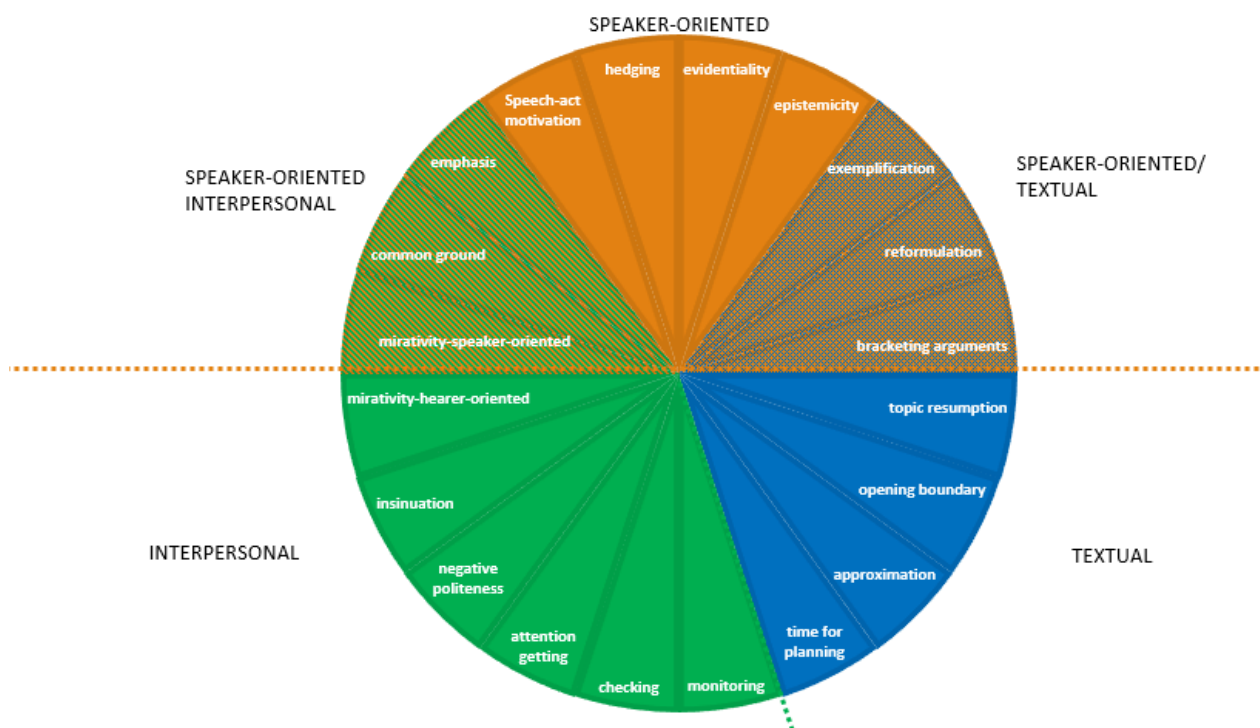 SPEAKER-ORIENTED
hedging
evidentiality
Speech-act
motivation
epistemicity
emphasis
exemplification
SPEAKER-ORIENTED
INTERPERSONAL
SPEAKER-ORIENTED/
TEXTUAL
common ground
reformulation
mirativity-speaker-oriented
bracketing arguments
mirativity-hearer-oriented
topic resumption
insinuation
opening boundary
INTERPERSONAL
TEXTUAL
negative
politeness
approximation
attention
getting
time for
planning
checking
monitoring